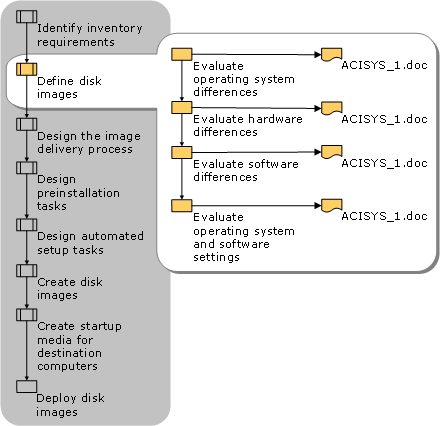 Identify inventory
requirements
Define disk
images
Design the image
delivery process
Design
preinstallation
tasks
Design automated
setup tasks
Create disk
images
Create startup
media for
destination
computers
Deploy disk
images
Evaluate
operating system
differences
ACISYS_1.doc
Evaluate hardware
differences
ACISYS_1.doc
Evaluate software
differences
ACISYS_1.doc
Evaluate
operating system
and software
settings
ACISYS_1.doc